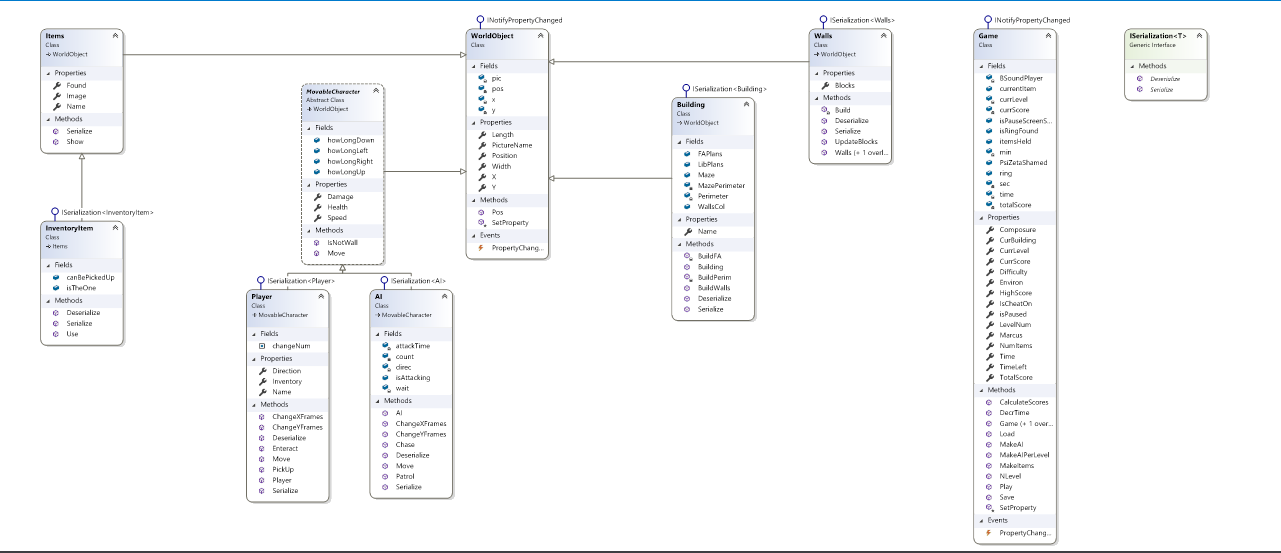 Items
Class
WorldObject
Properties
Found
Image
Name
Methods
Serialize
Show
ISerialization<InventoryItem>
InventoryItem
Class
Items
Fields
canBePickedUp
isTheOne
Methods
Deserialize
Serialize
Use
MovableCharacter
Abstract Class
WorldObject
Fields
howLongDown
howLongLeft
howLongRight
howLongUp
Properties
Damage
Health
Speed
Methods
IsNotWall
Move
ISerialization<Player>
Player
Class
MovableCharacter
Fields
changeNum
Properties
Direction
Inventory
Name
Methods
ChangeXFrames
ChangeYFrames
Deserialize
Enteract
Move
PickUp
Player
Serialize
ISerialization<AI>
AI
Class
MovableCharacter
Fields
attackTime
count
direc
isAttacking
wait
Methods
AI
ChangeXFrames
ChangeYFrames
Chase
Deserialize
Move
Patrol
Serialize
INotifyPropertyChanged
WorldObject
Class
Fields
pic
pos
x
y
Properties
Length
PictureName
Position
Width
X
Y
Methods
Pos
SetProperty
Events
PropertyChang...
ISerialization<Building>
Building
Class
WorldObject
Fields
FAPlans
LibPlans
Maze
MazePerimeter
Perimeter
WallsCol
Properties
Name
Methods
BuildFA
Building
BuildPerim
BuildWalls
Deserialize
Serialize
ISerialization<Walls>
Walls
Class
WorldObject
Properties
Blocks
Methods
Build
Deserialize
Serialize
UpdateBlocks
Walls (+ 1 overl...
INotifyPropertyChanged
Game
Class
Fields
BSoundPlayer
currentItem
currLevel
currScore
isPauseScreenS...
isRingFound
itemsHeld
min
PsiZetaShamed
ring
sec
time
totalScore
Properties
Composure
CurBuilding
CurrLevel
CurrScore
Difficulty
Environ
HighScore
IsCheatOn
isPaused
LevelNum
Marcus
NumItems
Time
TimeLeft
TotalScore
Methods
CalculateScores
DecrTime
Game (+ 1 over...
Load
MakeAI
MakeAIPerLevel
MakeItems
NLevel
Play
Save
SetProperty
Events
PropertyChang...
ISerialization<T>
Generic Interface
Methods
Deserialize
Serialize